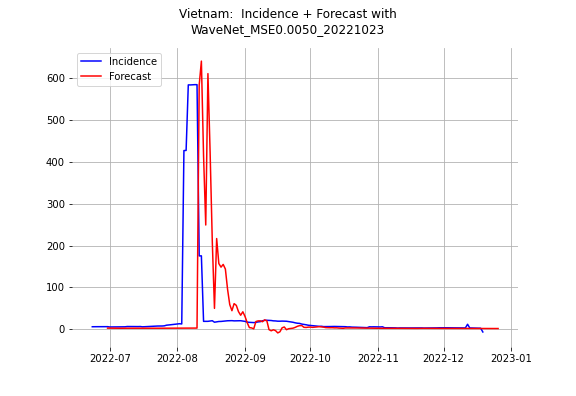 Vietnam:  Incidence + Forecast with
WaveNet_MSE0.0050_20221023
Incidence
Forecast
600
500
400
300
200
100
0
2022-07 2022-08 2022-09 2022-10 2022-11 2022-12 2023-01